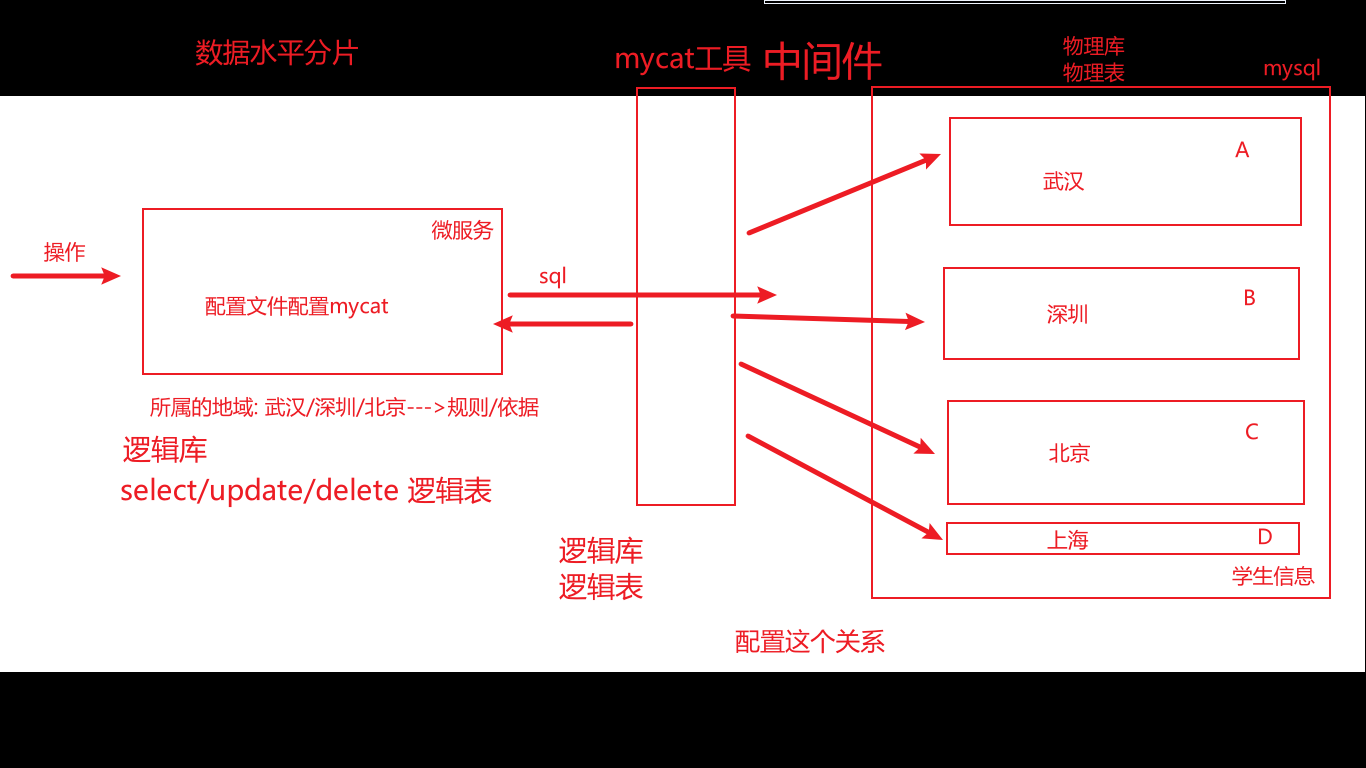 数据水平分片
mycat工具 中间件
物理库
物理表
mysql
操作
微服务
配置文件配置mycat
sql
所属的地域: 武汉/深圳/北京--->规则/依据
逻辑库
select/update/delete 逻辑表
逻辑库
逻辑表
配置这个关系
A
武汉
B
深圳
C
北京
D
上海
学生信息